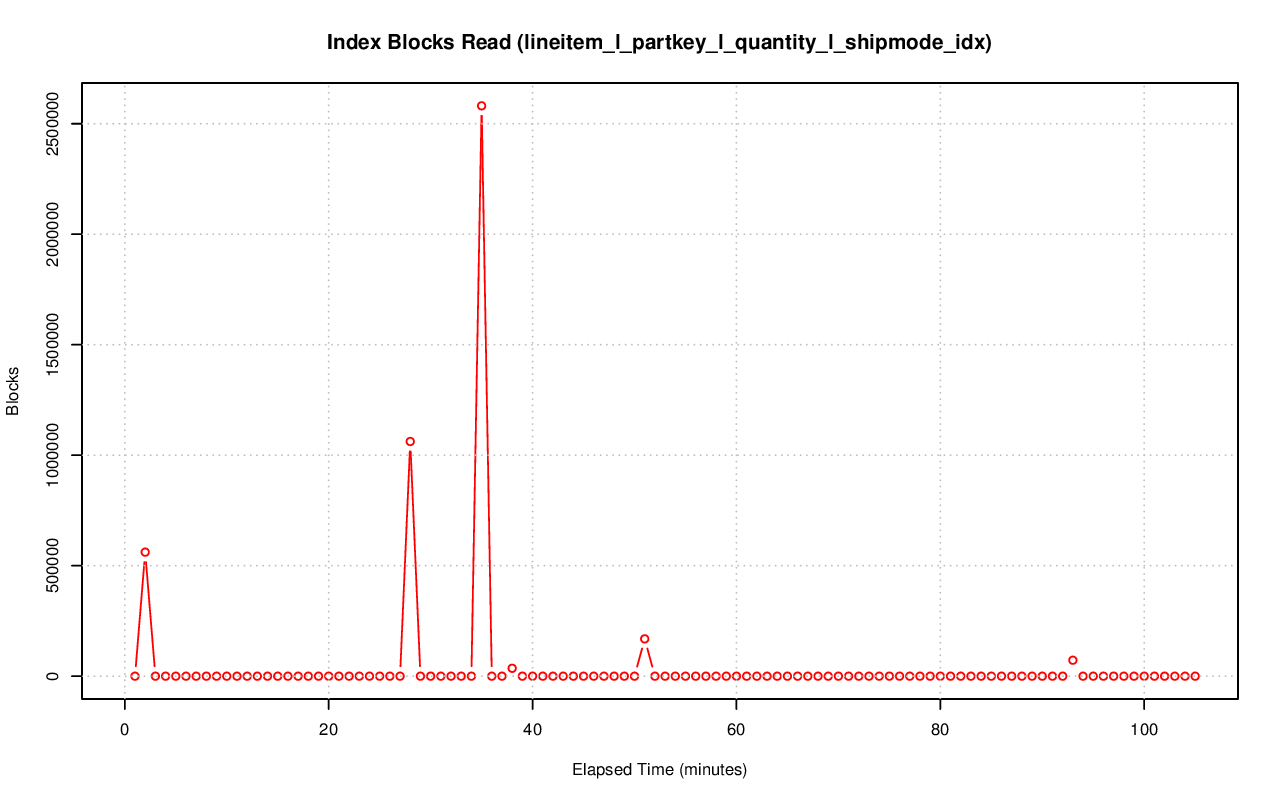 Index Blocks Read (lineitem_l_partkey_l_quantity_l_shipmode_idx)
2500000
2000000
1500000
1000000
500000
0
Blocks
0 20 40 60 80 100
Elapsed Time (minutes)